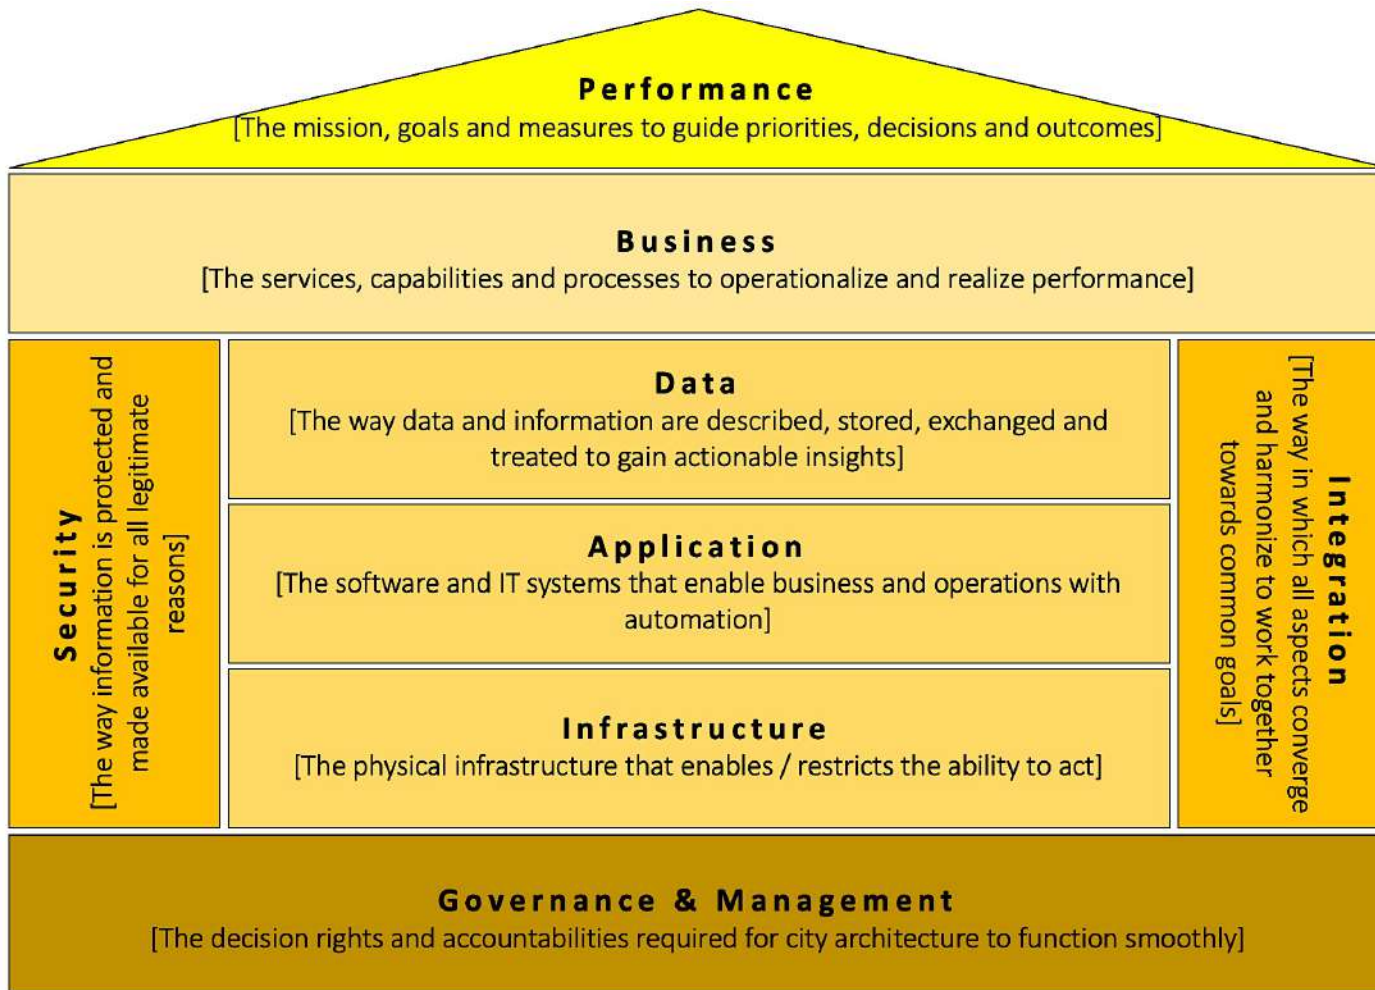 Performance
[The mission, goals and measures to guide priorities, decisions and outcomes]
Business
[The services, capabilities and processes to operationalize and realize performance]
Security
[The way information is protected and
made available for all legitimate
reasons]
Data
[The way data and information are described, stored, exchanged and
treated to gain actionable insights]
Application
[The software and IT systems that enable business and operations with
automation]
Infrastructure
[The physical infrastructure that enables / restricts the ability to act]
Integration
[The way in which all aspects converge
and harmonize to work together
towards common goals]
Governance & Management
[The decision rights and accountabilities required for city architecture to function smoothly]